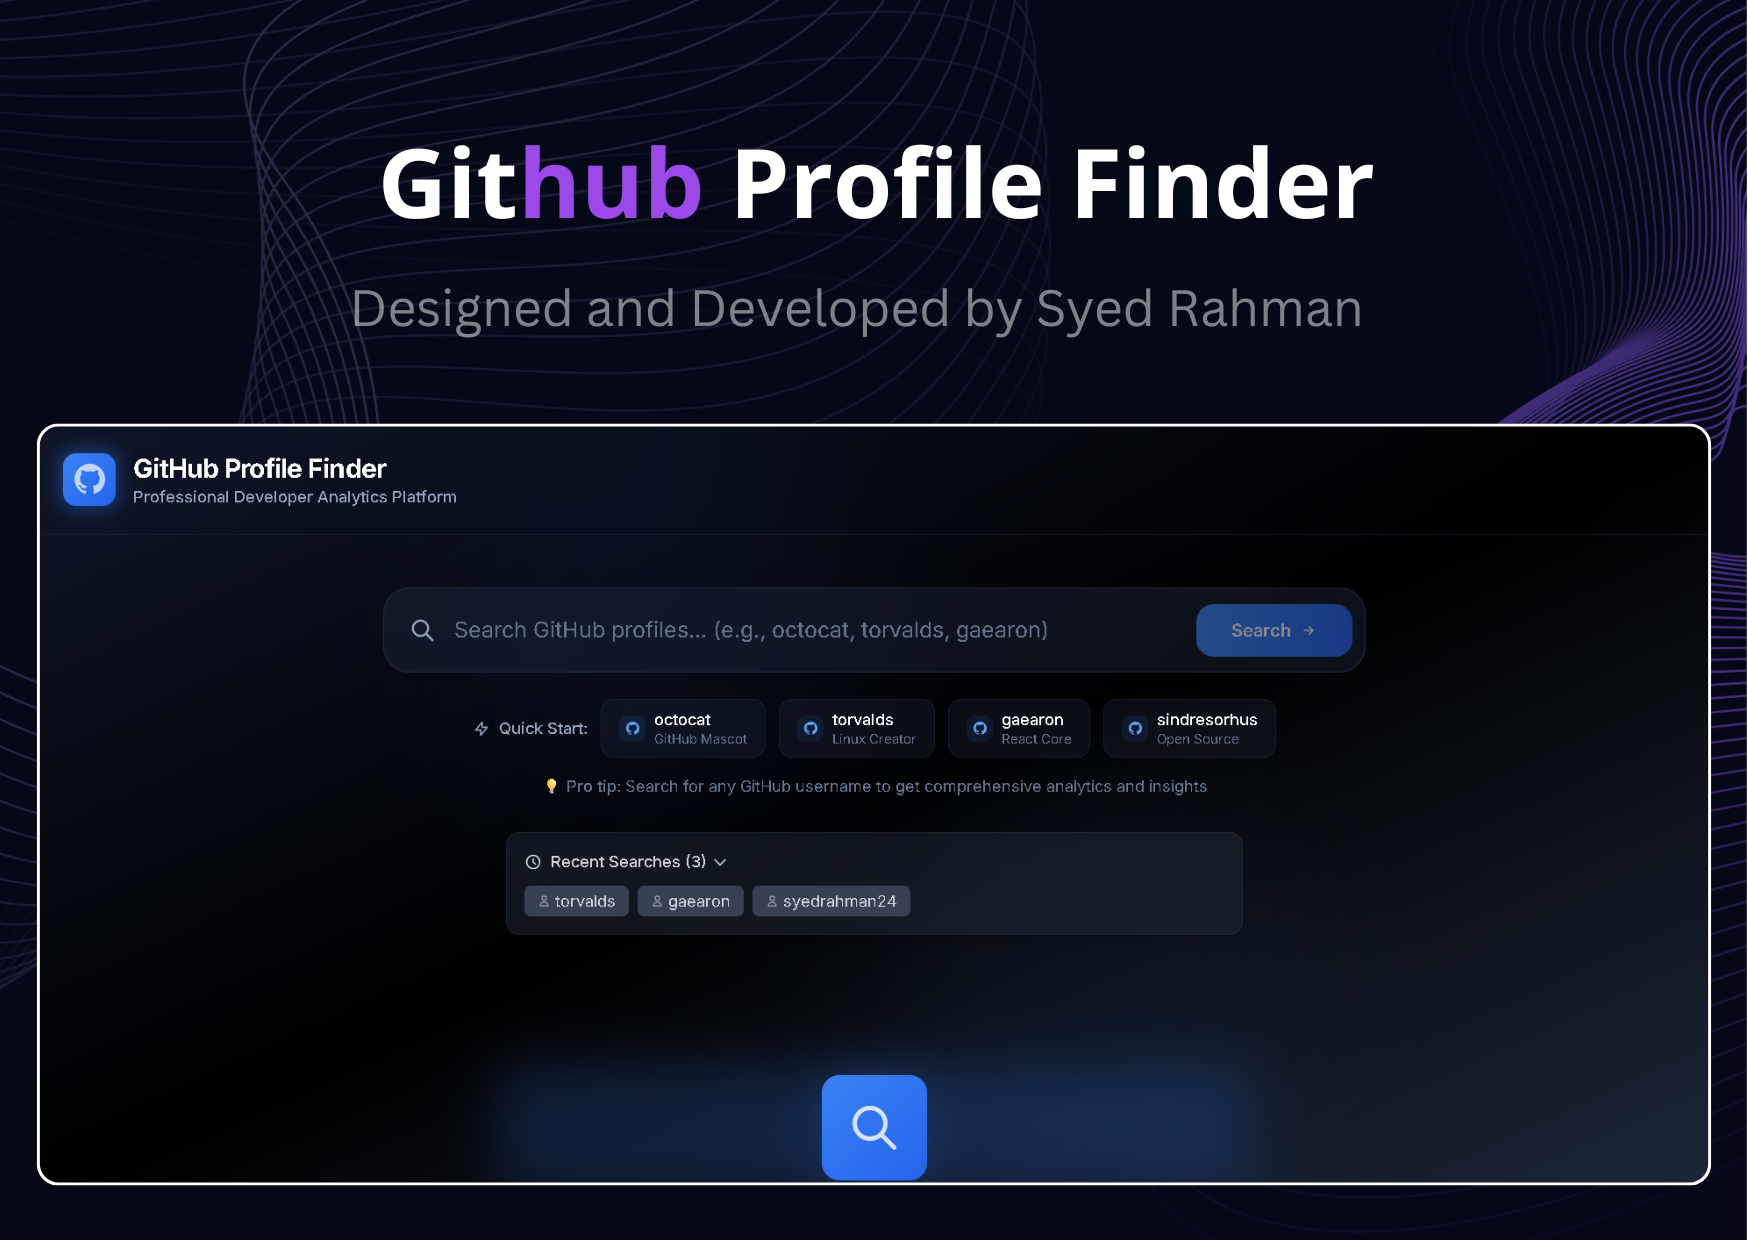 Github Profile Finder
Designed and Developed by Syed Rahman
GitHub Profile Finder
Professional Developer Analytics Platform
Search GitHub profiles... (e.g., octocat, torvalds, gaearon)
Search →
Quick Start:
octocat
GitHub Mascot
torvalds
Linux Creator
gaearon
React Core
sindresorhus
Open Source
Pro tip: Search for any GitHub username to get comprehensive analytics and insights
Recent Searches (3)
torvalds
gaearon
syedrahman24